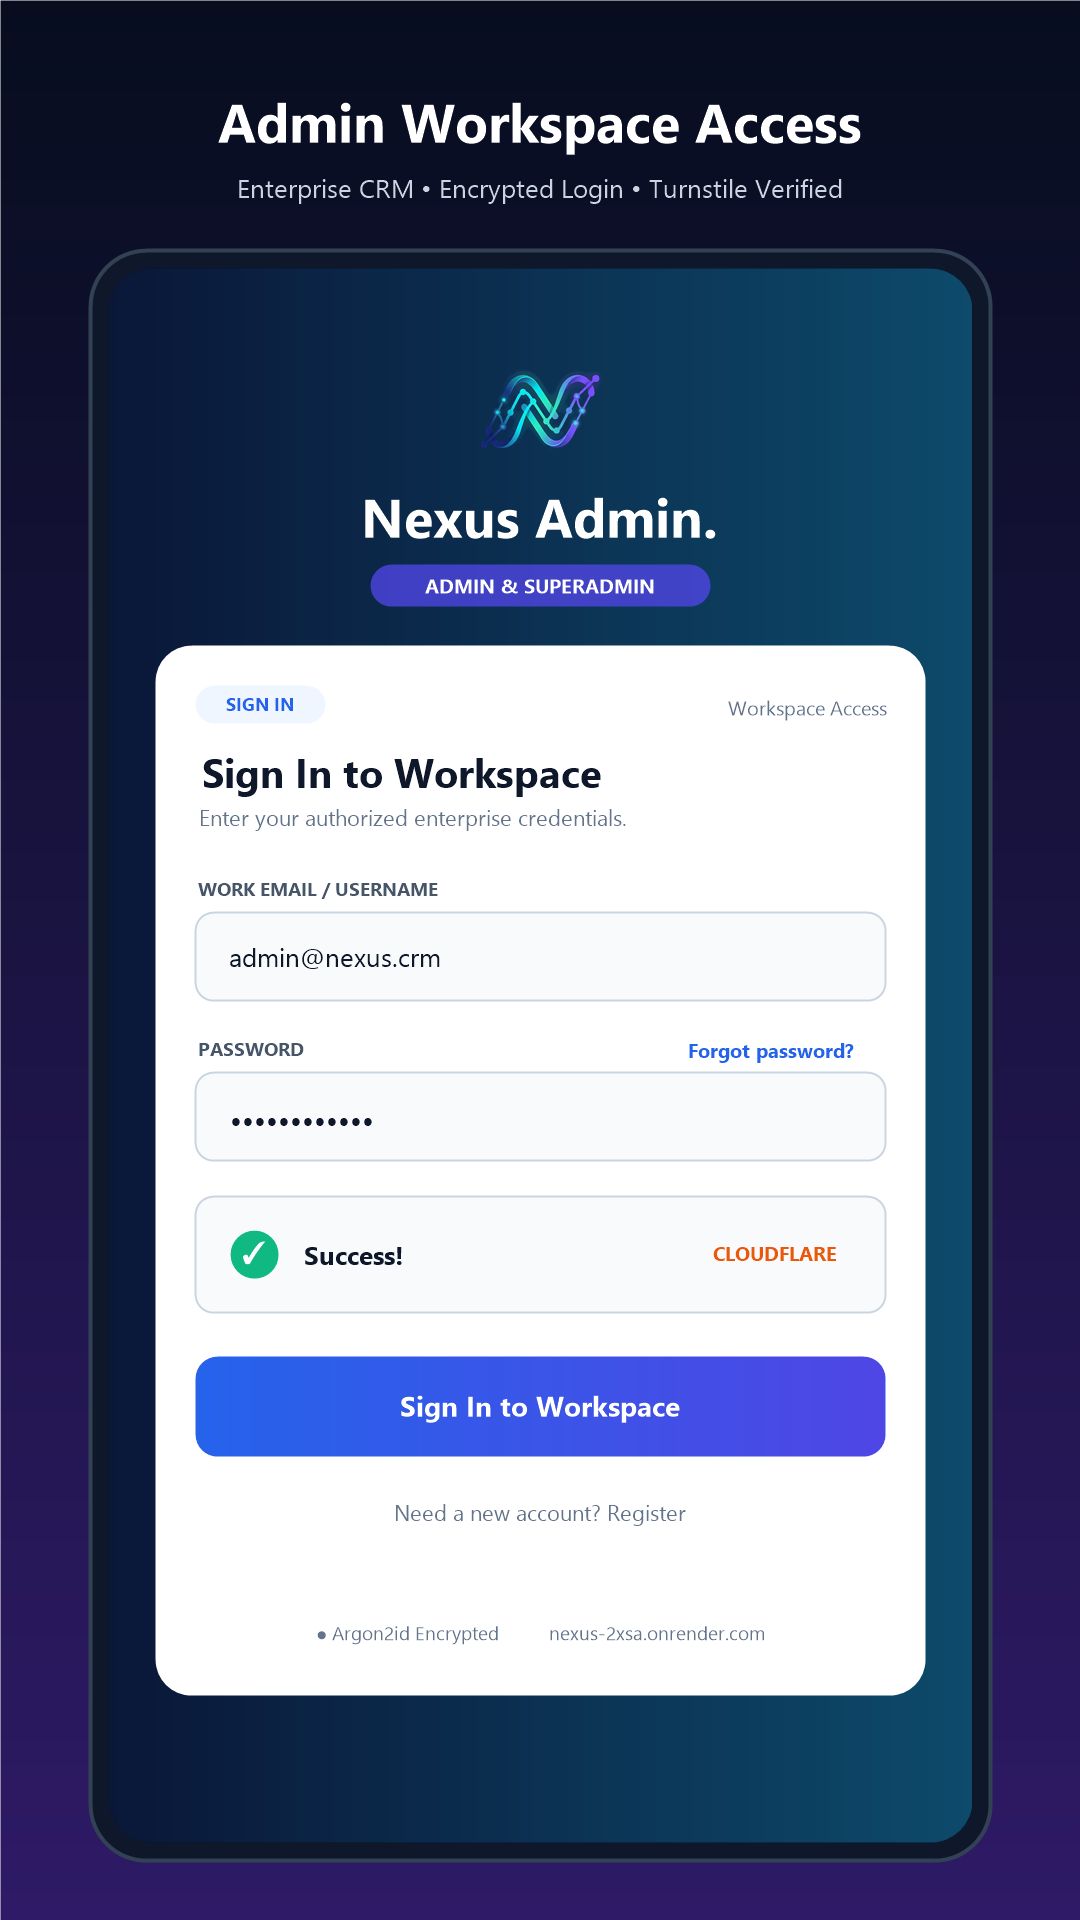 Admin Workspace Access
Enterprise CRM • Encrypted Login • Turnstile Verified
Nexus Admin.
ADMIN & SUPERADMIN
SIGN IN
Workspace Access
Sign In to Workspace
Enter your authorized enterprise credentials.
WORK EMAIL / USERNAME
admin@nexus.crm
PASSWORD
Forgot password?
••••••••••••
✓ Success!
CLOUDFLARE
Sign In to Workspace
Need a new account? Register
● Argon2id Encrypted
nexus-2xsa.onrender.com